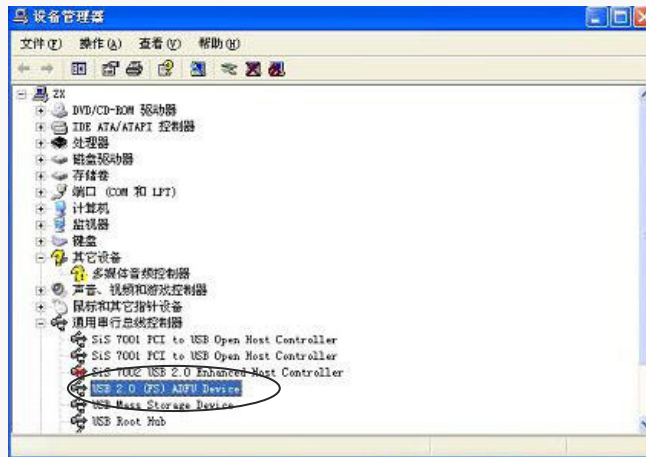 设备管理器
文件(F) 操作(A) 查看(V) 帮助(H)
ZX
DVD/CD-ROM 驱动器
IDE ATA/ATAPI 控制器
处理器
磁盘驱动器
存储卷
端口 (COM 和 LPT)
计算机
监视器
键盘
其它设备
多媒体音频控制器
声音、视频和游戏控制器
鼠标和其它指针设备
通用串行总线控制器
SiS 7001 PCI to USB Open Host Controller
SiS 7001 PCI to USB Open Host Controller
SiS 7002 USB 2.0 Enhanced Host Controller
USB 2.0 (FS) ADFU Device
USB Mass Storage Device
USB Root Hub